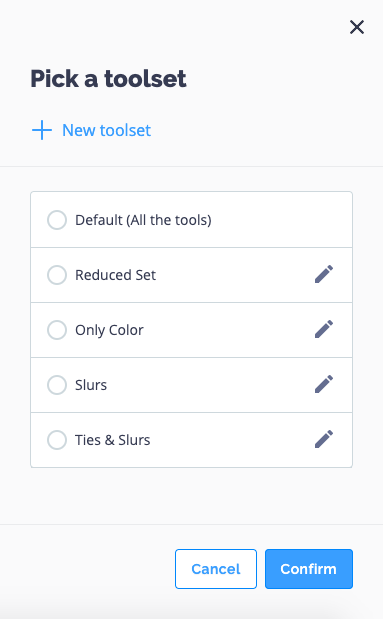 Pick a toolset
New toolset
Default (All the tools)
Reduced Set
Only Color
Slurs
Ties & Slurs
Cancel
Confirm